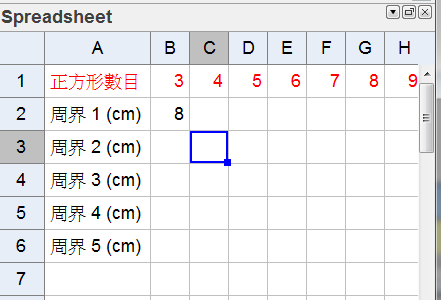 Spreadsheet
A B C D E F G H
1 正方形數目 3 4 5 6 7 8 9
2 周界 1 (cm) 8
3 周界 2 (cm)
4 周界 3 (cm)
5 周界 4 (cm)
6 周界 5 (cm)
7